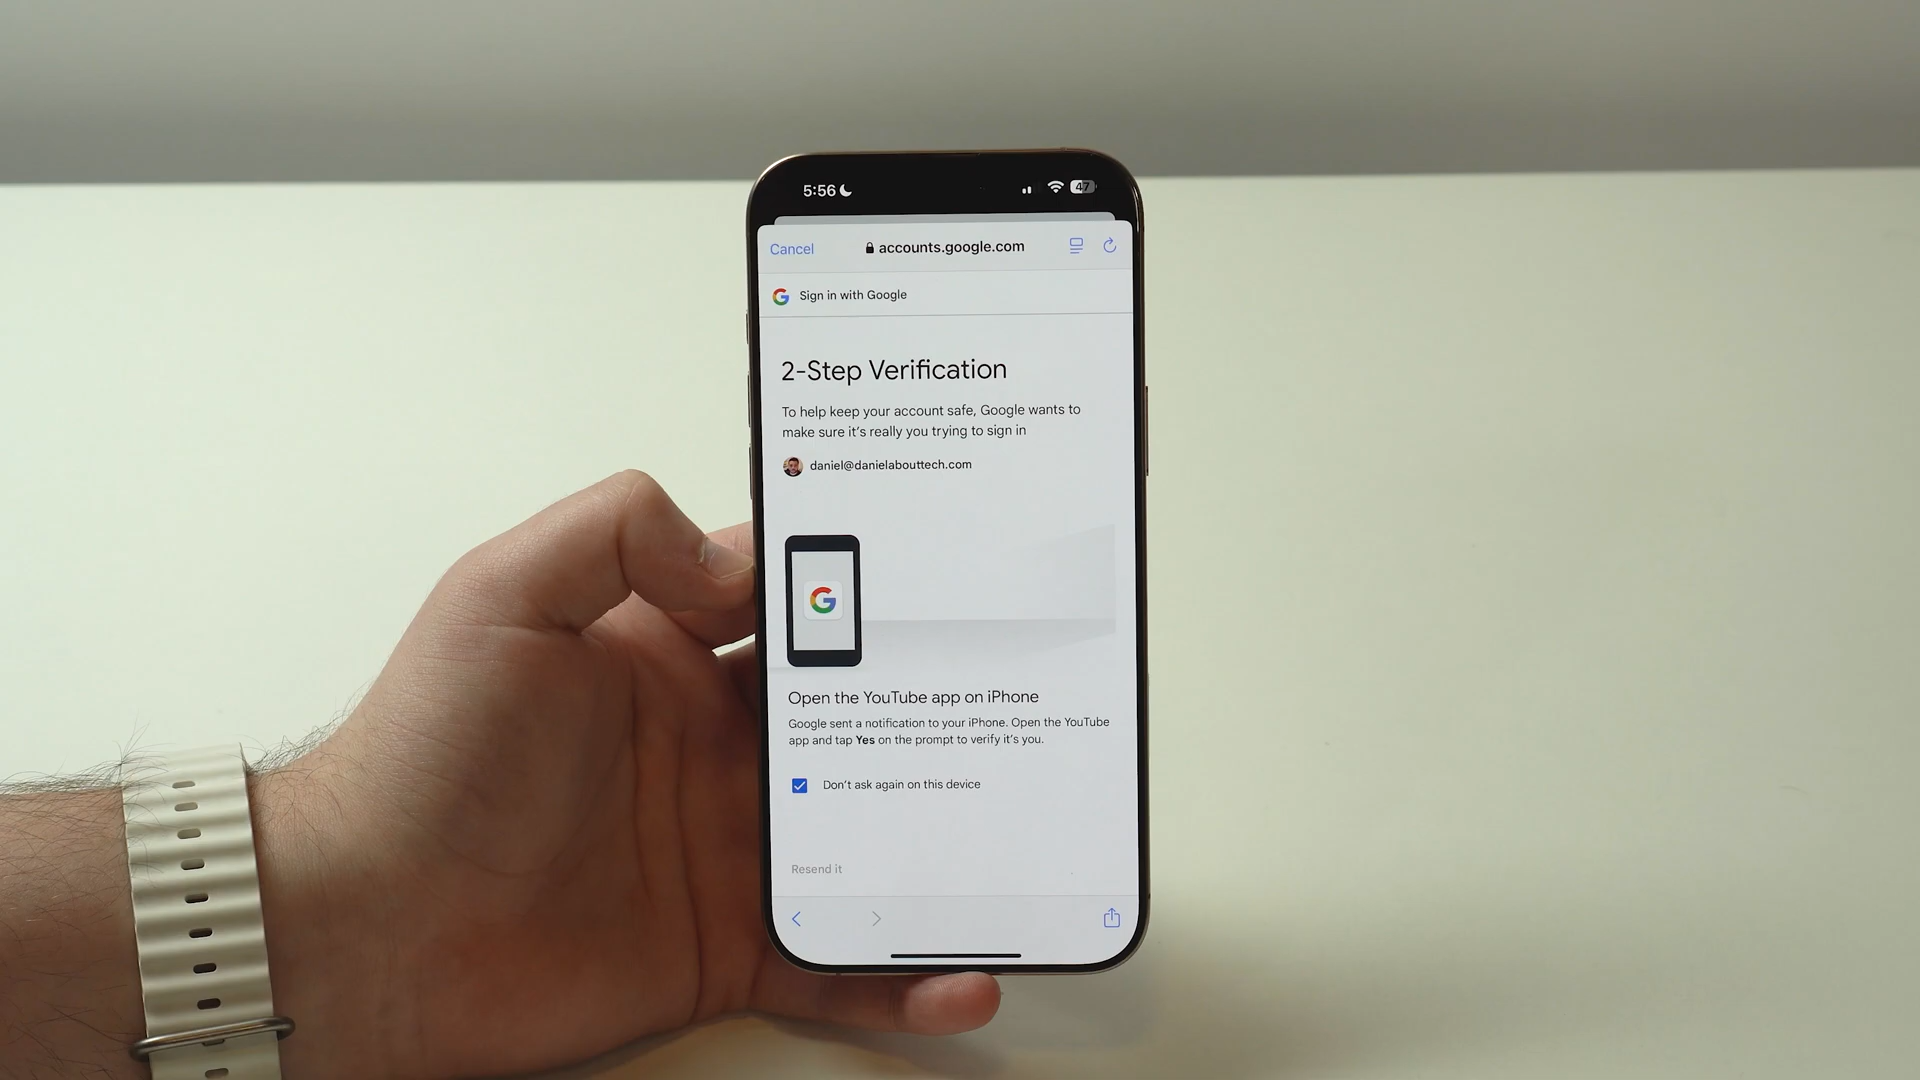 5:56
47
Cancel
accounts.google.com
Sign in with Google
2-Step Verification
To help keep your account safe, Google wants to
make sure it's really you trying to sign in
daniel@danielabouttech.com
G
Open the YouTube app on iPhone
Google sent a notification to your iPhone. Open the YouTube
app and tap Yes on the prompt to verify it's you.
Don't ask again on this device
Resend it